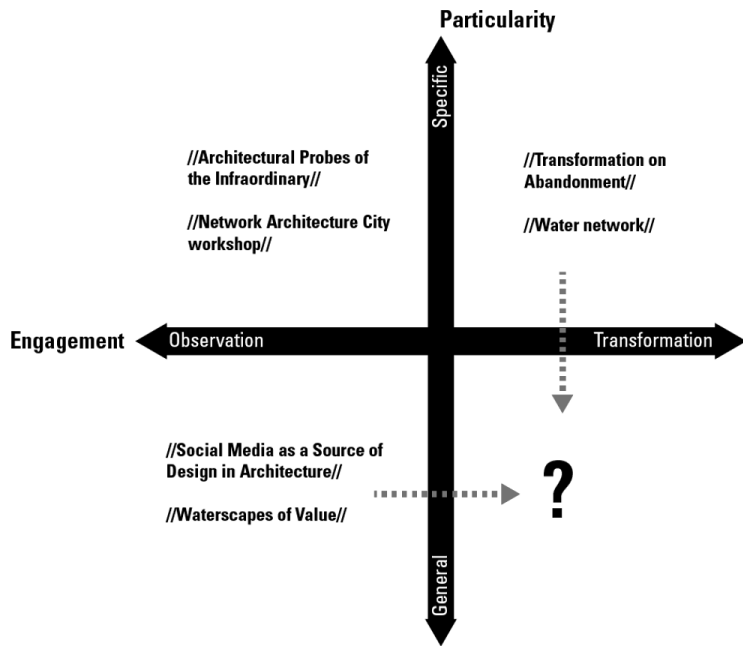 Particularity
Specific
//Architectural Probes of
the Infraordinary//
//Network Architecture City
workshop//
//Transformation on
Abandonment//
//Water network//
Engagement
Observation
Transformation
//Social Media as a Source of
Design in Architecture//
//Waterscapes of Value//
?
General